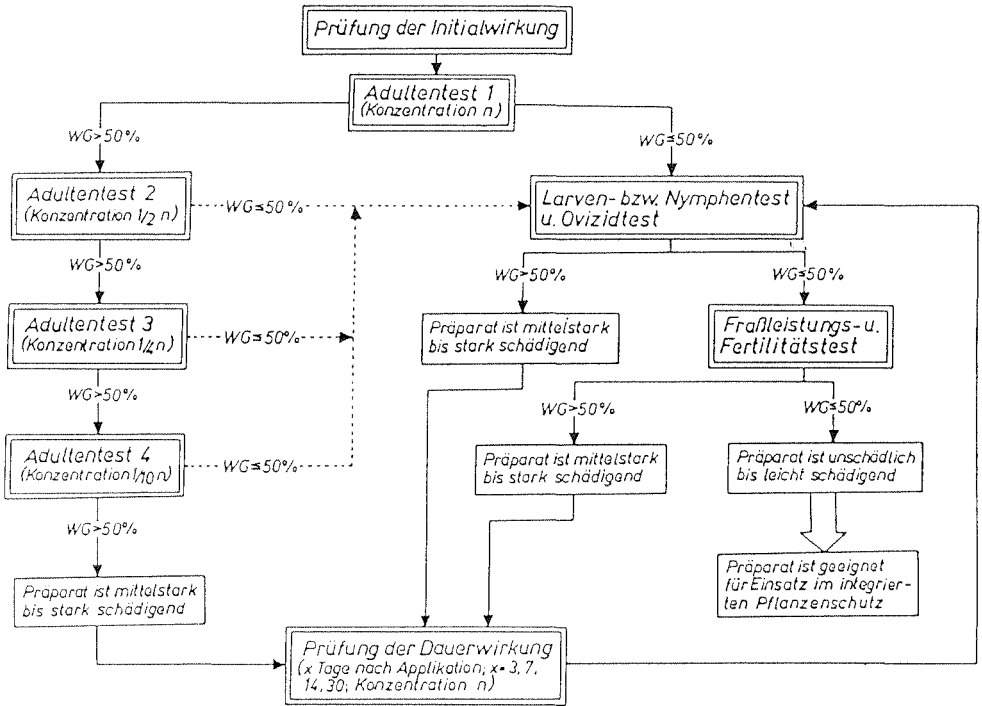 Prüfung der Initialwirkung
Adultentest 1
(Konzentration n)
WG>50%
WG≤50%
Adultentest 2
(Konzentration 1/2 n)
WG≤50%
Larven- bzw. Nymphentest
u. Ovizidtest
WG>50%
WG>50%
WG≤50%
Adultentest 3
(Konzentration 1/4 n)
WG≤50%
Präparat ist mittelstark
bis stark schädigend
Fraßleistungs- u.
Fertilitätstest
WG>50%
WG>50%
WG≤50%
Adultentest 4
(Konzentration 1/10 n)
WG≤50%
Präparat ist mittelstark
bis stark schädigend
Präparat ist unschädlich
bis leicht schädigend
WG>50%
Präparat ist mittelstark
bis stark schädigend
Präparat ist geeignet
für Einsatz im integrier-
ten Pflanzenschutz
Prüfung der Dauerwirkung
(x Tage nach Applikation; x= 3, 7,
14, 30; Konzentration n)